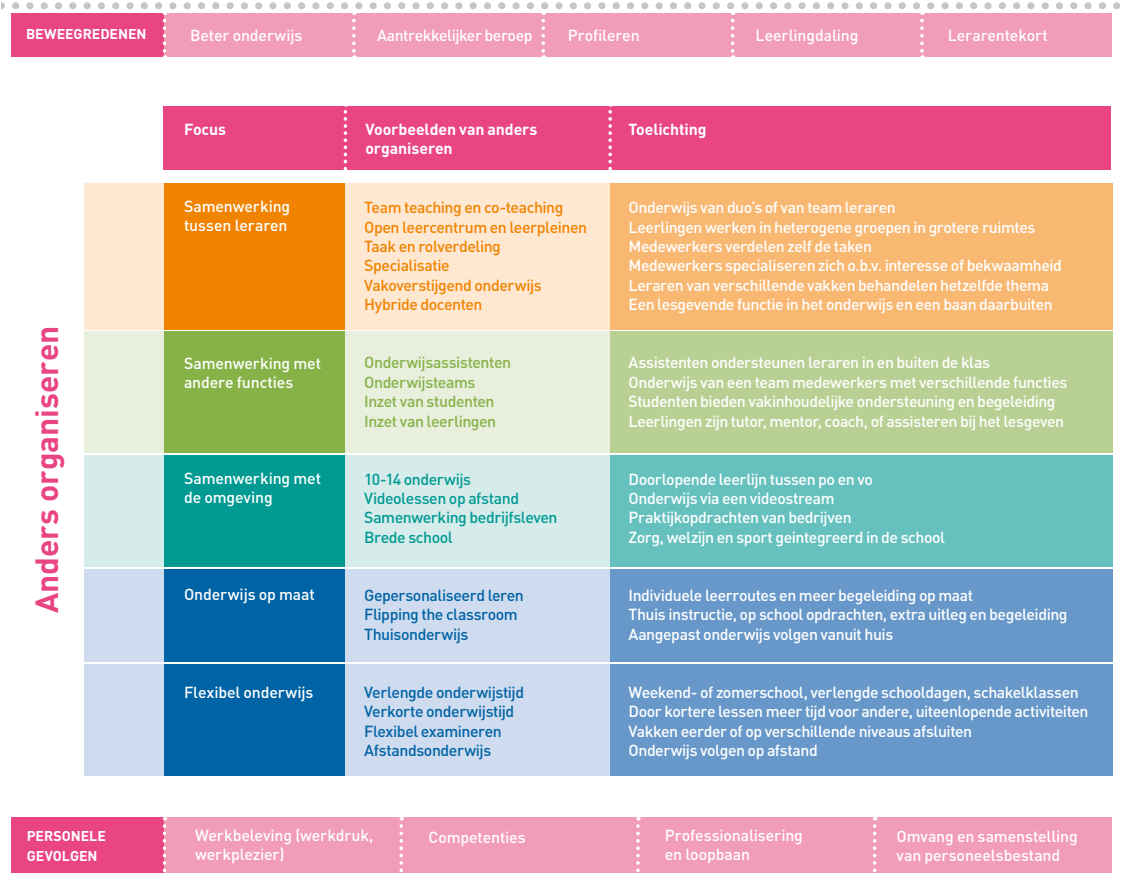 BEWEEGREDENEN
Beter onderwijs
Aantrekkelijker beroep
Profileren
Leerlingdaling
Lerarentekort
Focus
Voorbeelden van anders
organiseren
Toelichting
Anders organiseren
Samenwerking
tussen leraren
Team teaching en co-teaching
Open leercentrum en leerpleinen
Taak en rolverdeling
Specialisatie
Vakoverstijgend onderwijs
Hybride docenten
Onderwijs van duo's of van team leraren
Leerlingen werken in heterogene groepen in grotere ruimtes
Medewerkers verdelen zelf de taken
Medewerkers specialiseren zich o.b.v. interesse of bekwaamheid
Leraren van verschillende vakken behandelen hetzelfde thema
Een lesgevende functie in het onderwijs en een baan daarbuiten
Samenwerking met
andere functies
Onderwijsassistenten
Onderwijsteams
Inzet van studenten
Inzet van leerlingen
Assistenten ondersteunen leraren in en buiten de klas
Onderwijs van een team medewerkers met verschillende functies
Studenten bieden vakinhoudelijke ondersteuning en begeleiding
Leerlingen zijn tutor, mentor, coach, of assisteren bij het lesgeven
Samenwerking met
de omgeving
10-14 onderwijs
Videolessen op afstand
Samenwerking bedrijfsleven
Brede school
Doorlopende leerlijn tussen po en vo
Onderwijs via een videostream
Praktijkopdrachten van bedrijven
Zorg, welzijn en sport geintegreerd in de school
Onderwijs op maat
Gepersonaliseerd leren
Flipping the classroom
Thuisonderwijs
Individuele leerroutes en meer begeleiding op maat
Thuis instructie, op school opdrachten, extra uitleg en begeleiding
Aangepast onderwijs volgen vanuit huis
Flexibel onderwijs
Verlengde onderwijstijd
Verkorte onderwijstijd
Flexibel examineren
Afstandsonderwijs
Weekend- of zomerschool, verlengde schooldagen, schakelklassen
Door kortere lessen meer tijd voor andere, uiteenlopende activiteiten
Vakken eerder of op verschillende niveaus afsluiten
Onderwijs volgen op afstand
PERSONELE
GEVOLGEN
Werkbeleving (werkdruk,
werkplezier)
Competenties
Professionalisering
en loopbaan
Omvang en samenstelling
van personeelsbestand